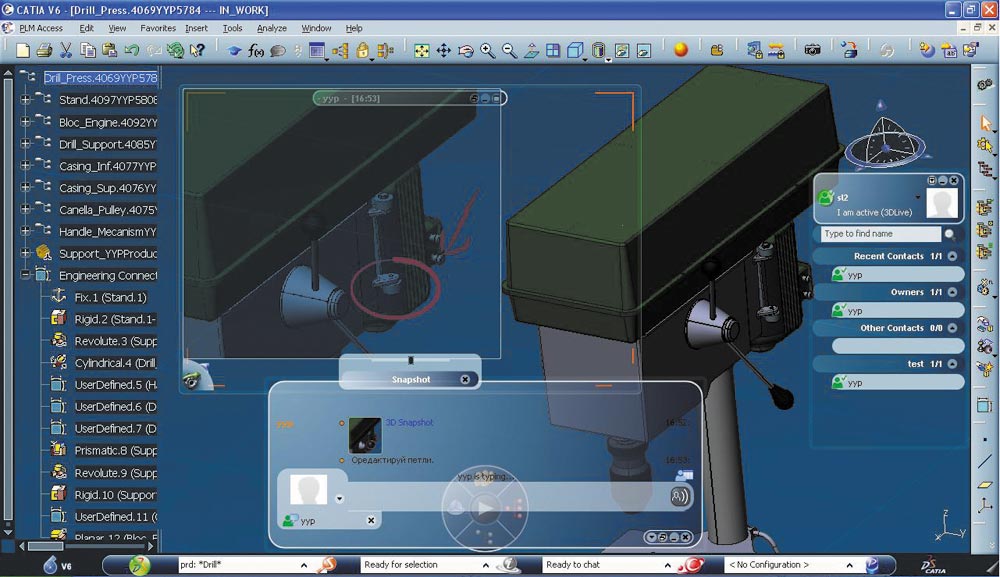 CATIA V6 - [Drill_Press.4069YYP5784 --- IN_WORK]
PLM Access Edit View Favorites Insert Tools Analyze Window Help
Drill_Press.4069YYP578
Stand.4097YYP5808
Bloc_Engine.4092YY
Drill_Support.4085Y
Casing_Inf.4077YYP
Casing_Sup.4076YY
Canella_Pulley.4075
Handle_MecanismYY
Support_YYPProduc
Engineering Connect
Fix.1 (Stand.1)
Rigid.2 (Stand.1-
Revolute.3 (Supp
Cylindrical.4 (Drill_
UserDefined.5 (Ha
UserDefined.6 (D
UserDefined.7 (D
Prismatic.8 (Supp
Revolute.9 (Supp
Rigid.10 (Suppor
UserDefined.11 (C
Planar.12 (Bloc_E
- yyp - [16:53]
Snapshot
yyp
3D Snapshot
16:52:
Оредактируй петли.
16:53:
yyp is typing...
yyp
sl2
I am active (3DLive)
Type to find name
Recent Contacts 1/1
yyp
Owners 1/1
yyp
Other Contacts 0/0
test 1/1
yyp
V6
prd: *Drill*
Ready for selection
Ready to chat
< No Configuration >
CATIA